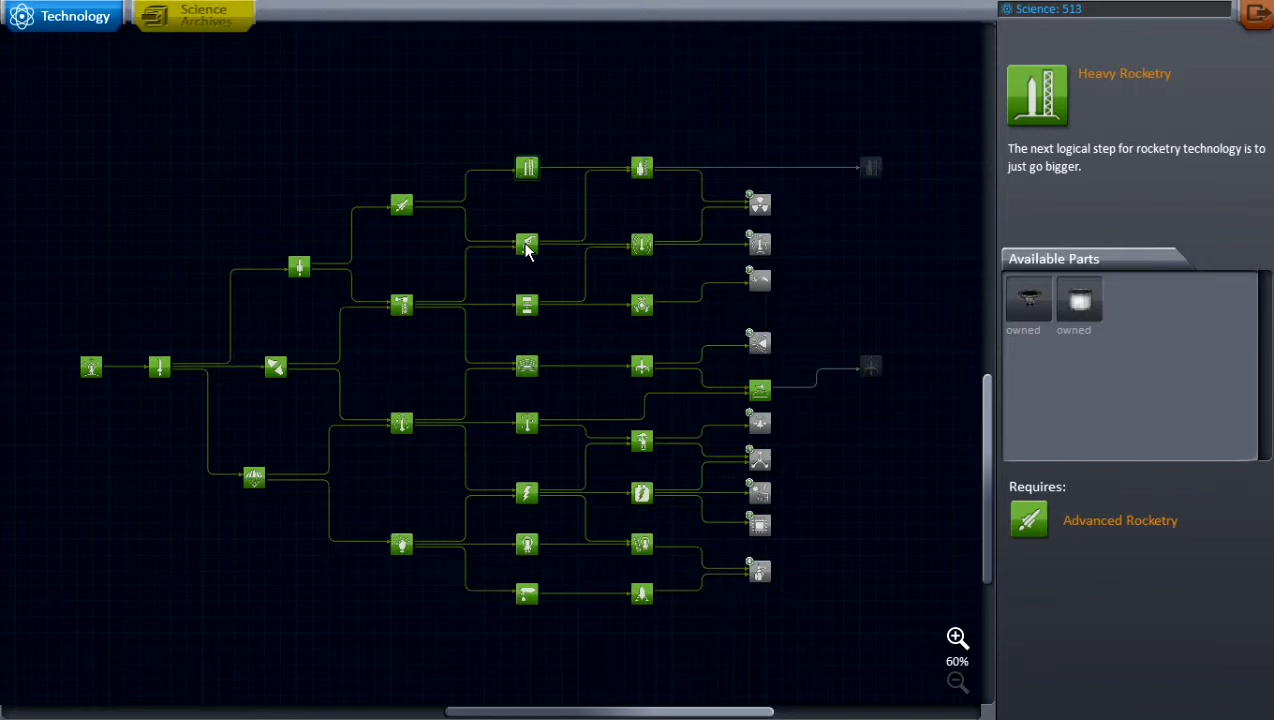 Technology
Science
Archives
Science: 513
Heavy Rocketry
The next logical step for rocketry technology is to
just go bigger.
Available Parts
owned
owned
Requires:
Advanced Rocketry
60%